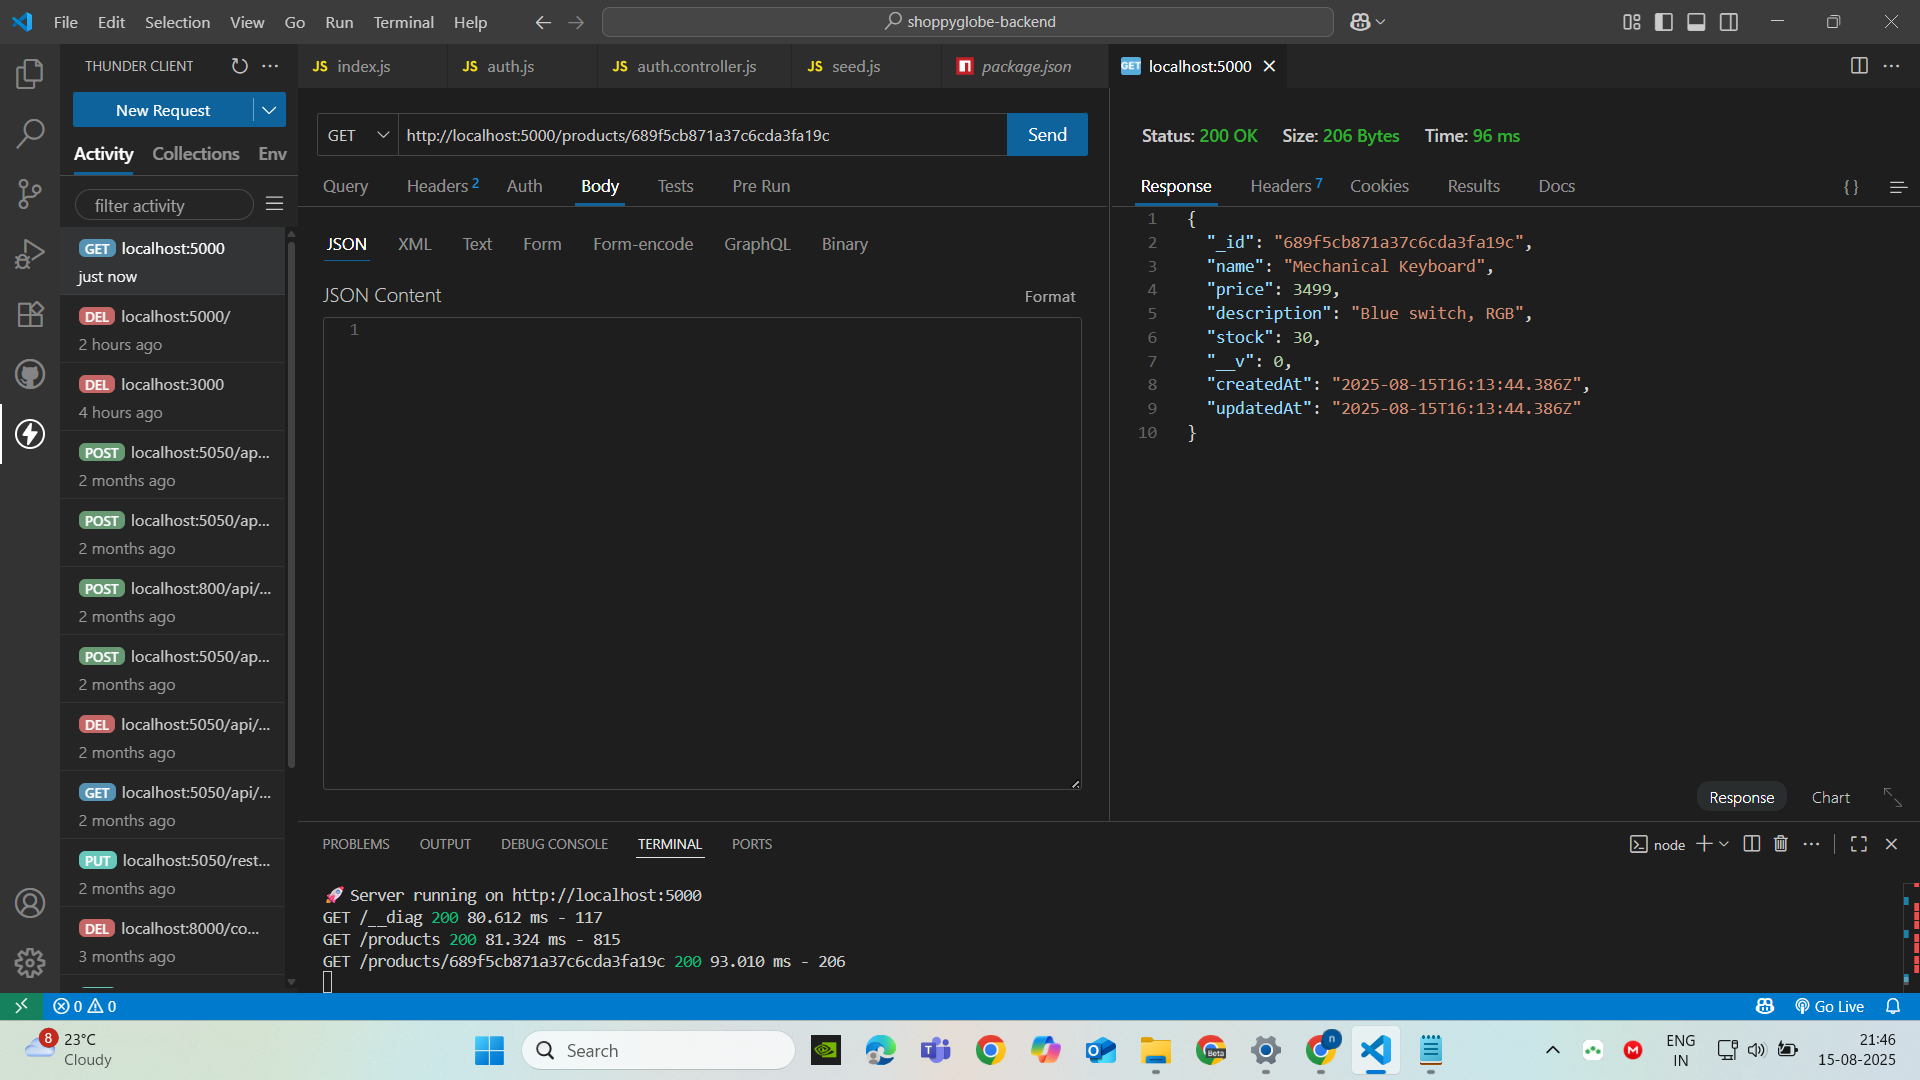 File Edit Selection View Go Run Terminal Help
shoppyglobe-backend
THUNDER CLIENT
New Request
Activity Collections Env
filter activity
GET localhost:5000
just now
DEL localhost:5000/
2 hours ago
DEL localhost:3000
4 hours ago
POST localhost:5050/ap...
2 months ago
POST localhost:5050/ap...
2 months ago
POST localhost:800/api/...
2 months ago
POST localhost:5050/ap...
2 months ago
DEL localhost:5050/api/...
2 months ago
GET localhost:5050/api/...
2 months ago
PUT localhost:5050/rest...
2 months ago
DEL localhost:8000/co...
3 months ago
JS index.js JS auth.js JS auth.controller.js JS seed.js package.json GET localhost:5000
GET http://localhost:5000/products/689f5cb871a37c6cda3fa19c Send
Query Headers 2 Auth Body Tests Pre Run
JSON XML Text Form Form-encode GraphQL Binary
JSON Content Format
1
Status: 200 OK Size: 206 Bytes Time: 96 ms
Response Headers 7 Cookies Results Docs {}
1 {
2 "_id": "689f5cb871a37c6cda3fa19c",
3 "name": "Mechanical Keyboard",
4 "price": 3499,
5 "description": "Blue switch, RGB",
6 "stock": 30,
7 "__v": 0,
8 "createdAt": "2025-08-15T16:13:44.386Z",
9 "updatedAt": "2025-08-15T16:13:44.386Z"
10 }
Response Chart
PROBLEMS OUTPUT DEBUG CONSOLE TERMINAL PORTS
node
🚀 Server running on http://localhost:5000
GET /__diag 200 80.612 ms - 117
GET /products 200 81.324 ms - 815
GET /products/689f5cb871a37c6cda3fa19c 200 93.010 ms - 206
0 0
Go Live
8
23°C
Cloudy
Search
Beta
n
M
ENG
IN
21:46
15-08-2025